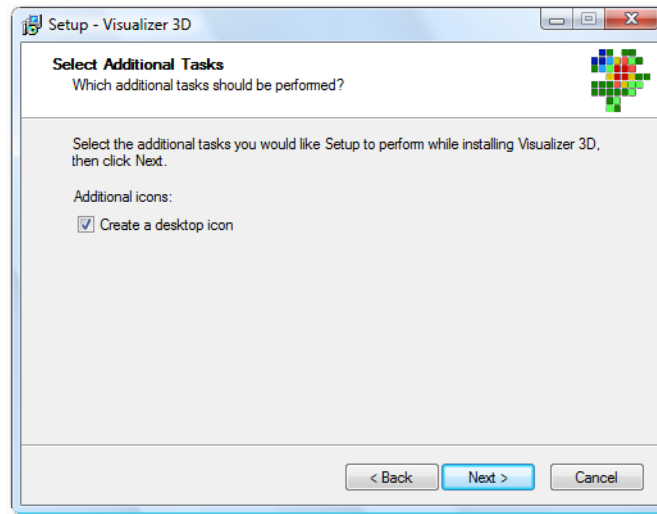 Setup - Visualizer 3D
Select Additional Tasks
Which additional tasks should be performed?
Select the additional tasks you would like Setup to perform while installing Visualizer 3D,
then click Next.
Additional icons:
Create a desktop icon
< Back
Next >
Cancel